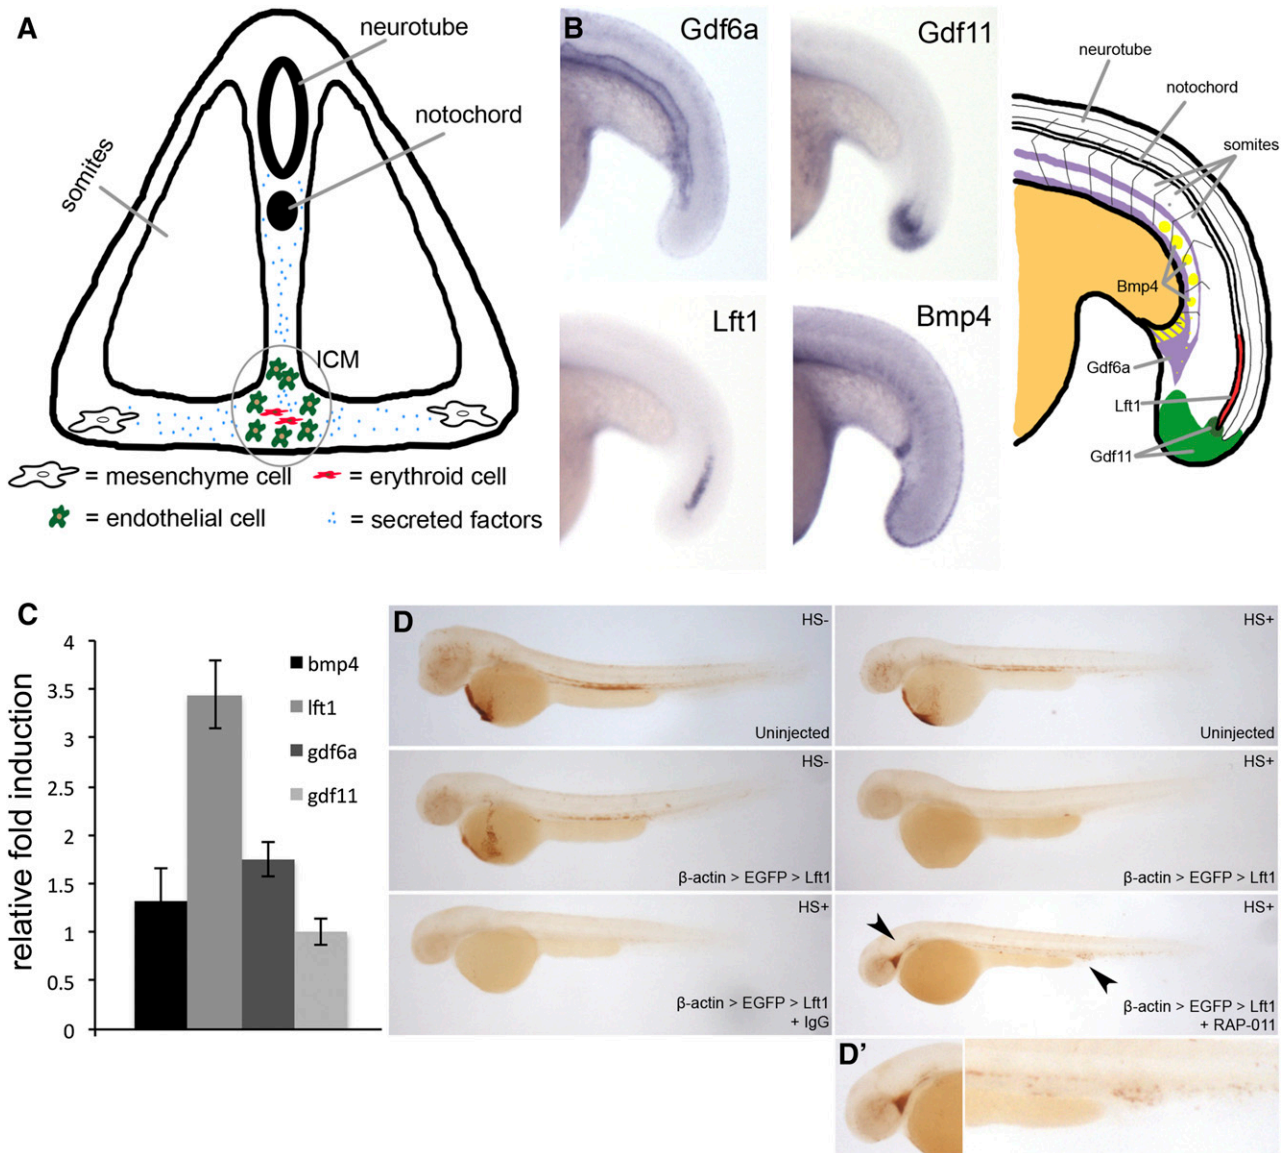 A
neurotube
notochord
somites
ICM
= mesenchyme cell
= erythroid cell
= endothelial cell
= secreted factors
B
Gdf6a
Gdf11
Lft1
Bmp4
neurotube
notochord
somites
Bmp4
Gdf6a
Lft1
Gdf11
C
relative fold induction
4
3.5
3
2.5
2
1.5
1
0.5
0
bmp4
lft1
gdf6a
gdf11
D
HS-
Uninjected
HS+
Uninjected
HS-
β-actin > EGFP > Lft1
HS+
β-actin > EGFP > Lft1
HS+
β-actin > EGFP > Lft1
+ IgG
HS+
β-actin > EGFP > Lft1
+ RAP-011
D'